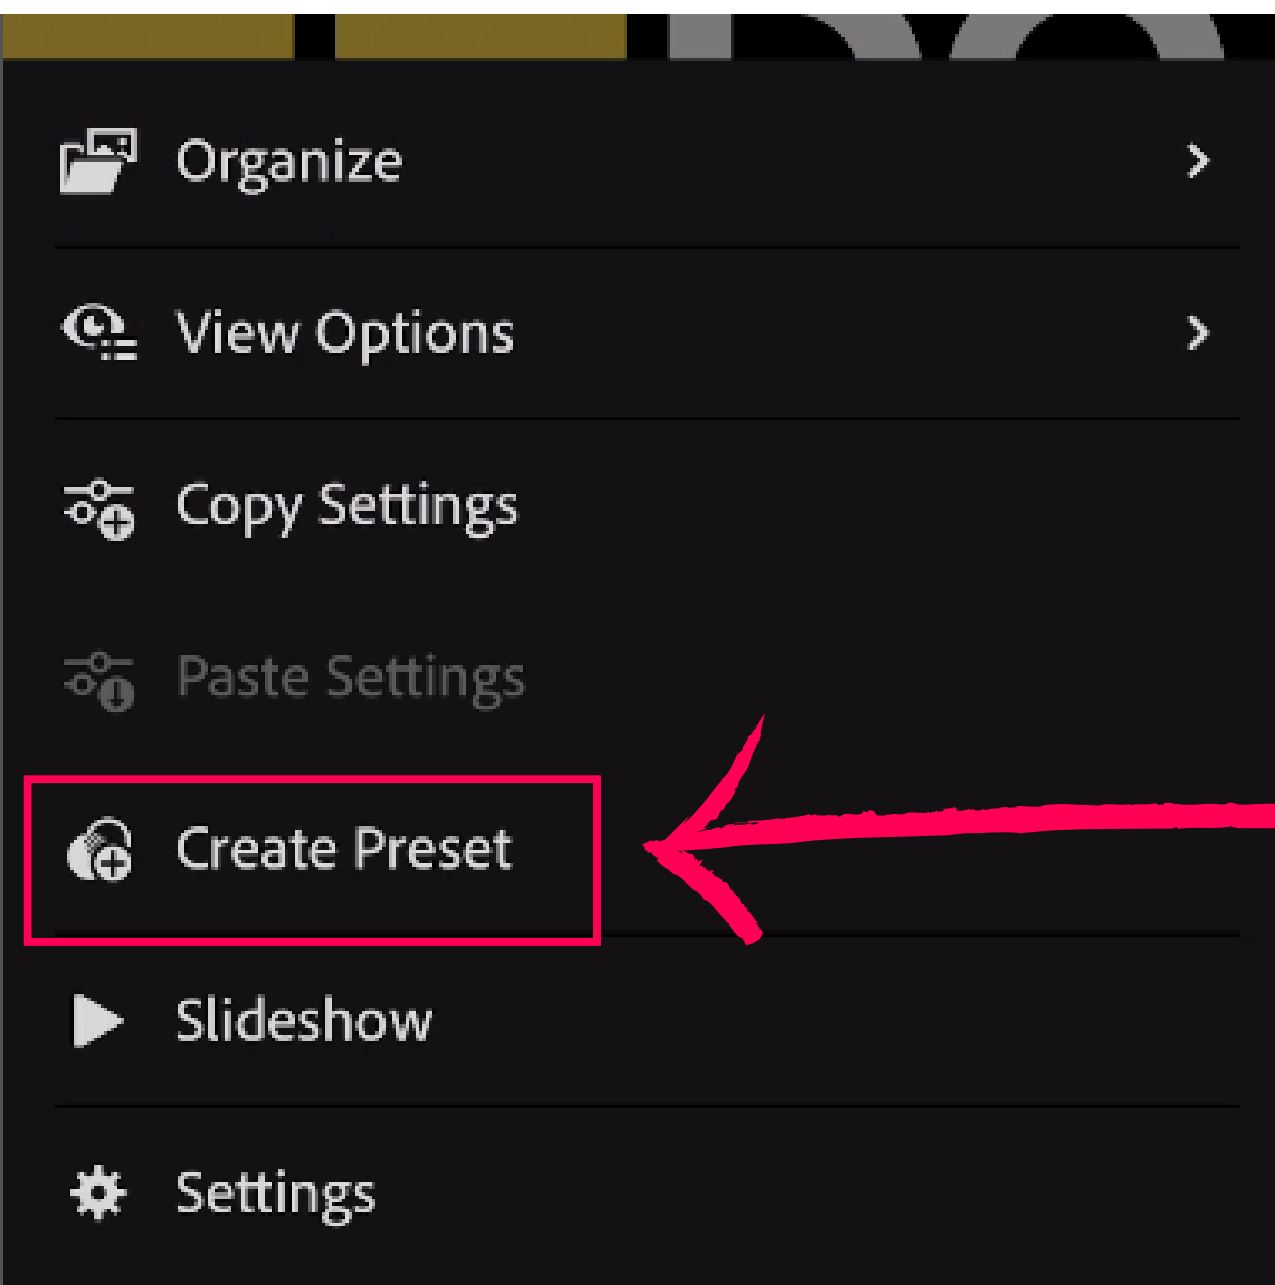 Organize
View Options
Copy Settings
Paste Settings
Create Preset
Slideshow
Settings